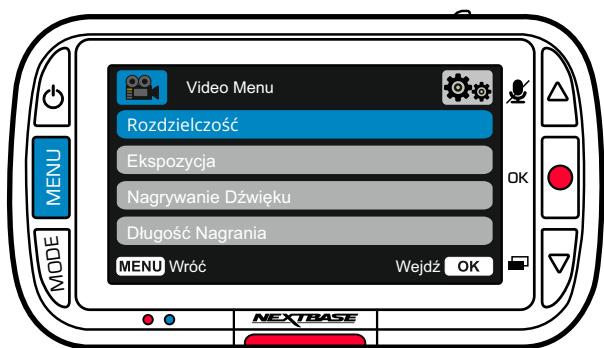 Video Menu
Rozdzielczość
Ekspozycja
Nagrywanie Dźwięku
Długość Nagrania
MENU Wróć Wejdź OK
MENU
MODE
OK
NEXTBASE